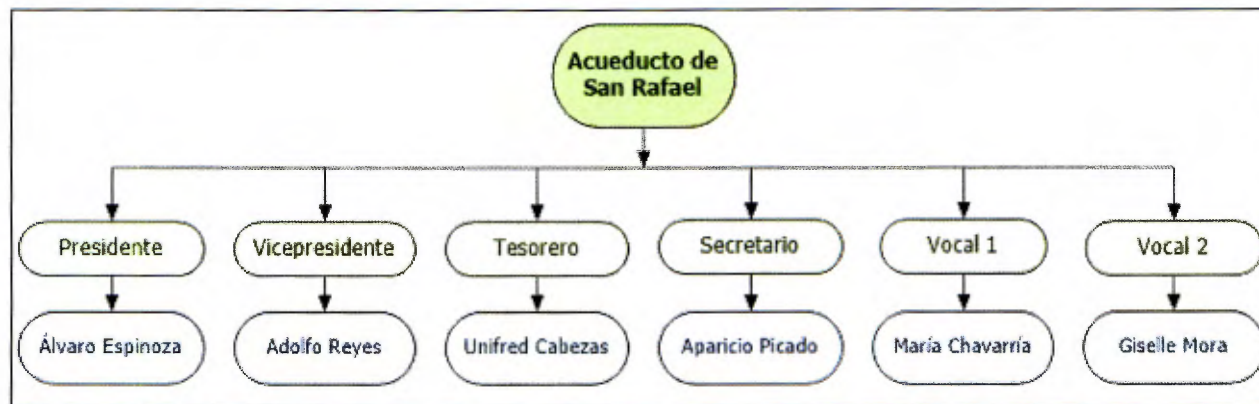 Acueducto de
San Rafael
Presidente
Vicepresidente
Tesorero
Secretario
Vocal 1
Vocal 2
Álvaro Espinoza
Adolfo Reyes
Unifred Cabezas
Aparicio Picado
María Chavarría
Giselle Mora